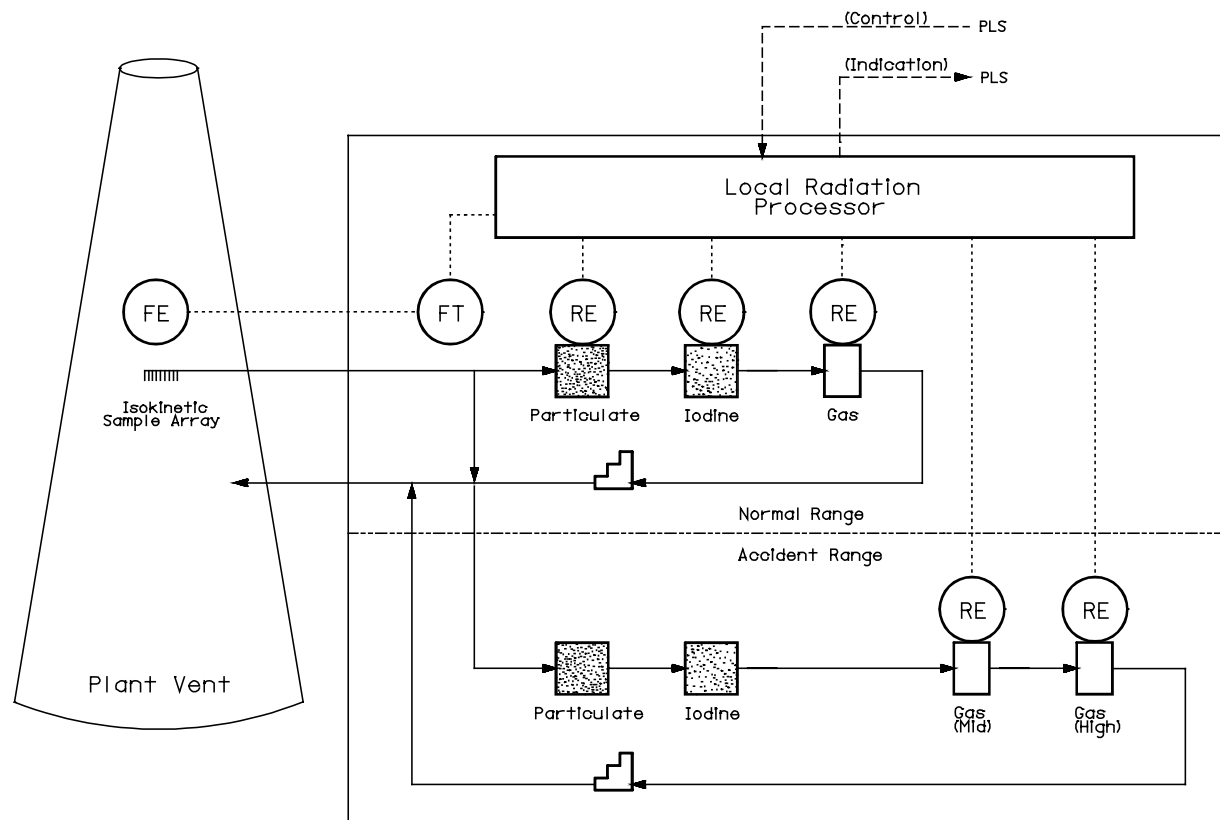 (Control)
PLS
(Indication)
PLS
Local Radiation
Processor
FE
FT
RE
RE
RE
Isokinetic
Sample Array
Particulate
Iodine
Gas
Normal Range
Accident Range
RE
RE
Plant Vent
Particulate
Iodine
Gas
(Mid)
Gas
(High)